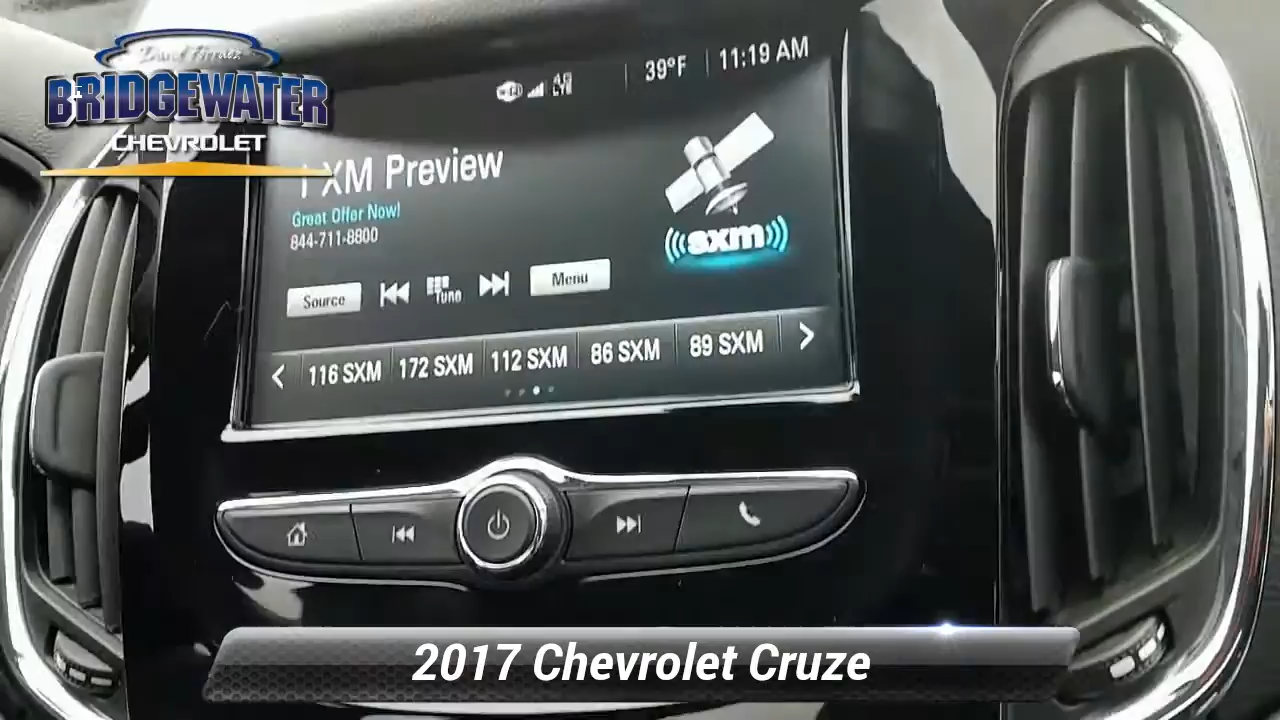 BRIDGEWATER
CHEVROLET
39°F
11:19 AM
XM Preview
Great Offer Now!
844-711-8800
sxm
Source
Tune
Menu
116 SXM
172 SXM
112 SXM
86 SXM
89 SXM
2017 Chevrolet Cruze